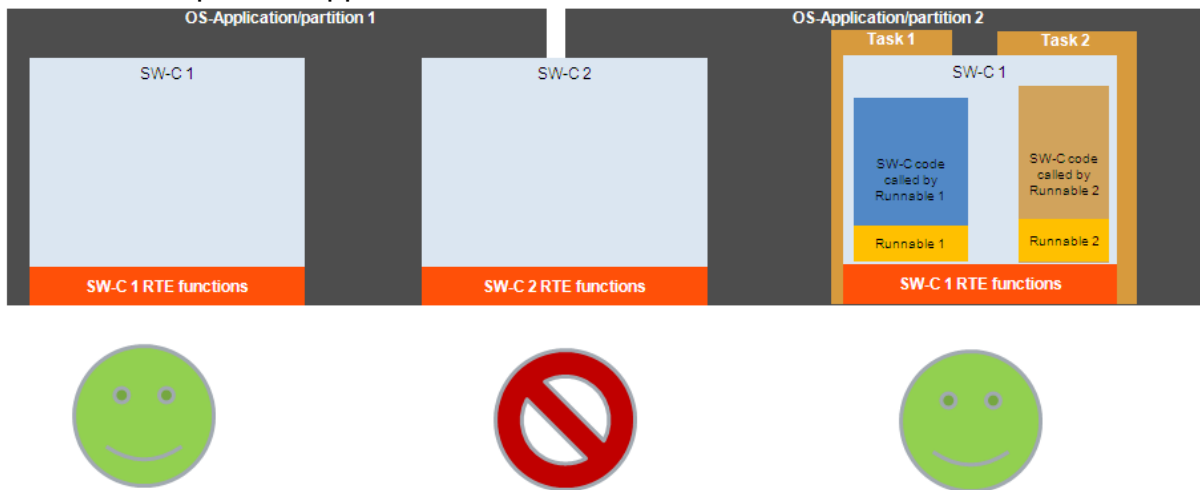 OS-Application/partition 1
OS-Application/partition 2
Task 1
Task 2
SW-C 1
SW-C 2
SW-C 1
SW-C code
called by
Runnable 1
SW-C code
called by
Runnable 2
Runnable 1
Runnable 2
SW-C 1 RTE functions
SW-C 2 RTE functions
SW-C 1 RTE functions